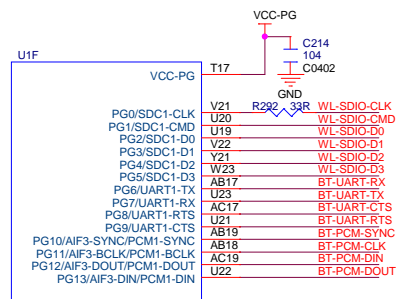 VCC-PG
U1F
C214
104
C0402
VCC-PG
T17
GND
PG0/SDC1-CLK
V21
R292
33R
WL-SDIO-CLK
PG1/SDC1-CMD
U20
WL-SDIO-CMD
PG2/SDC1-D0
U19
WL-SDIO-D0
PG3/SDC1-D1
V22
WL-SDIO-D1
PG4/SDC1-D2
Y21
WL-SDIO-D2
PG5/SDC1-D3
W23
WL-SDIO-D3
PG6/UART1-TX
AB17
BT-UART-RX
PG7/UART1-RX
U23
BT-UART-TX
PG8/UART1-RTS
AC17
BT-UART-CTS
PG9/UART1-CTS
U21
BT-UART-RTS
PG10/AIF3-SYNC/PCM1-SYNC
AB19
BT-PCM-SYNC
PG11/AIF3-BCLK/PCM1-BCLK
AB18
BT-PCM-CLK
PG12/AIF3-DOUT/PCM1-DOUT
AC19
BT-PCM-DIN
PG13/AIF3-DIN/PCM1-DIN
U22
BT-PCM-DOUT